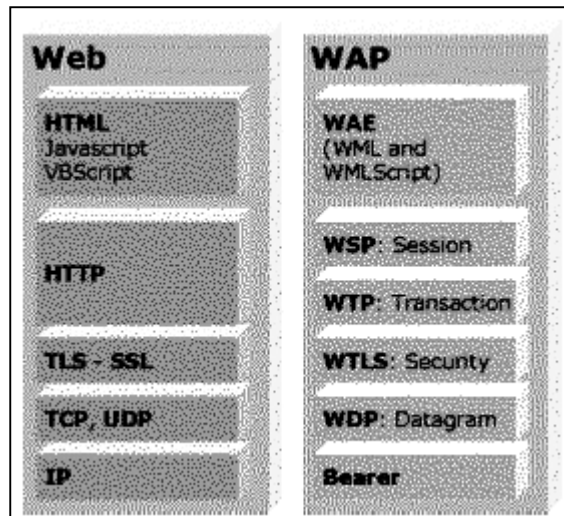 Web
HTML
Javascript
VBScript
HTTP
TLS - SSL
TCP, UDP
IP
WAP
WAE
(WML and
WMLScript)
WSP: Session
WTP: Transaction
WTLS: Security
WDP: Datagram
Bearer